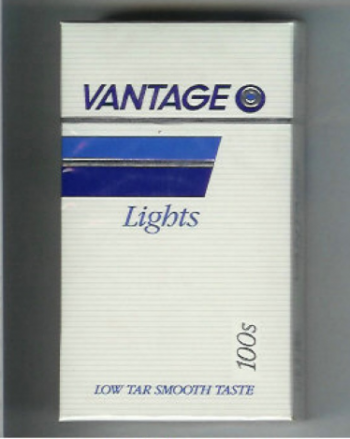 VANTAGE
Lights
100s
LOW TAR SMOOTH TASTE